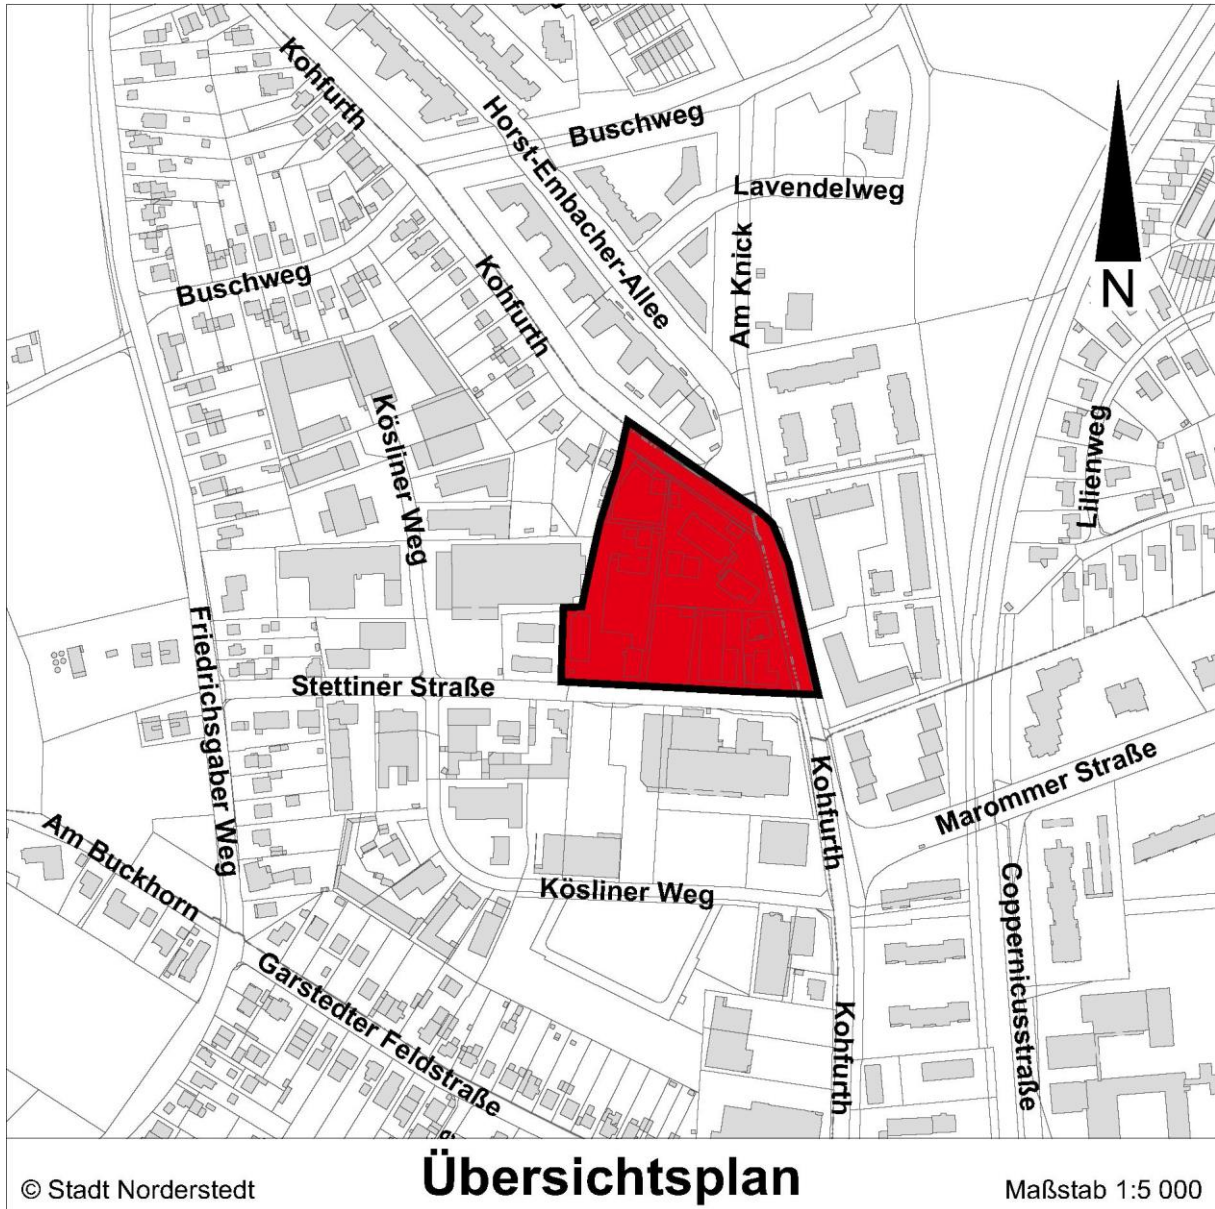 Kohfurth
Horst-Embacher-Allee
Buschweg
Lavendelweg
Am Knick
Kohfurth
Buschweg
N
Kösliner Weg
Lilienweg
Friedrichsgaber Weg
Stettiner Straße
Kohfurth
Marommer Straße
Am Buckhorn
Kösliner Weg
Coppernicusstraße
Garstedter Feldstraße
Kohfurth
© Stadt Norderstedt
Übersichtsplan
Maßstab 1:5 000